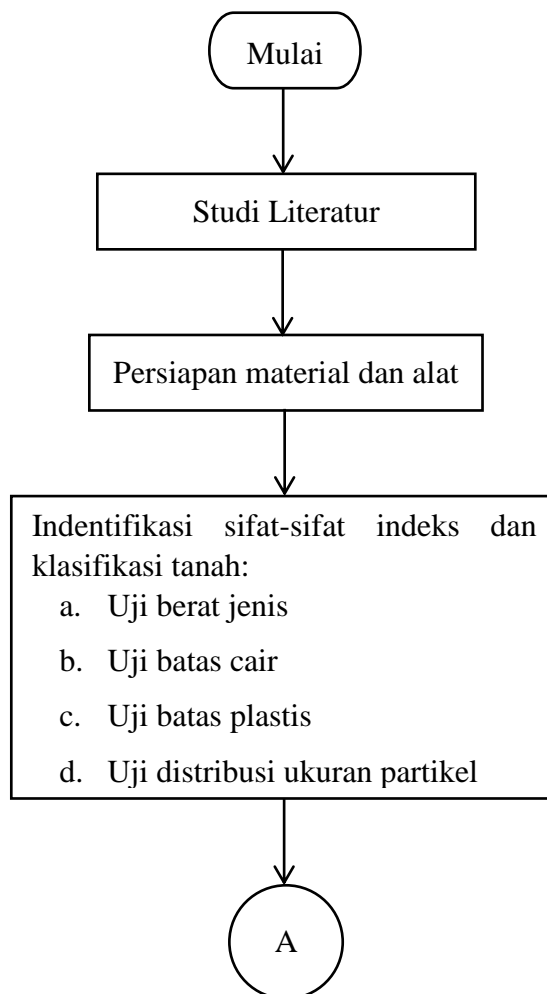 Mulai
Studi Literatur
Persiapan material dan alat
Indentifikasi sifat-sifat indeks dan
klasifikasi tanah:
a. Uji berat jenis
b. Uji batas cair
c. Uji batas plastis
d. Uji distribusi ukuran partikel
A